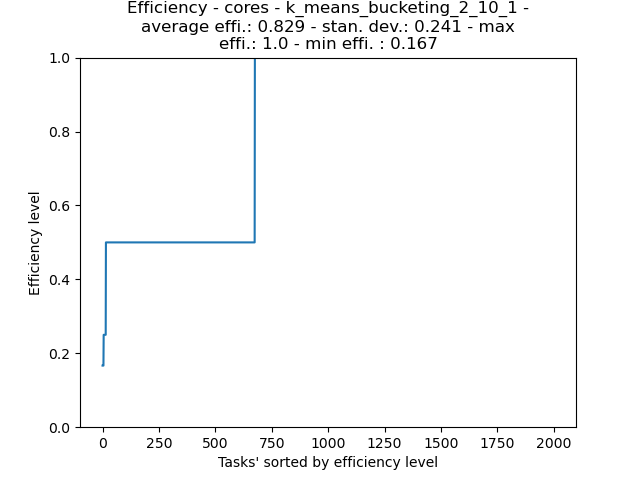 Efficiency - cores - k_means_bucketing_2_10_1 -
average effi.: 0.829 - stan. dev.: 0.241 - max
effi.: 1.0 - min effi. : 0.167
1.0
0.8
0.6
0.4
0.2
0.0
Efficiency level
0 250 500 750 1000 1250 1500 1750 2000
Tasks' sorted by efficiency level